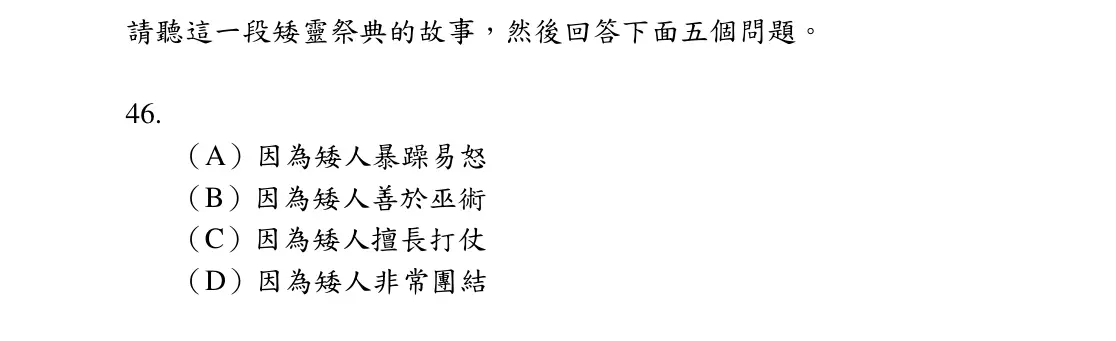 請聽這一段矮靈祭典的故事，然後回答下面五個問題。
46.
（A）因為矮人暴躁易怒
（B）因為矮人善於巫術
（C）因為矮人擅長打仗
（D）因為矮人非常團結